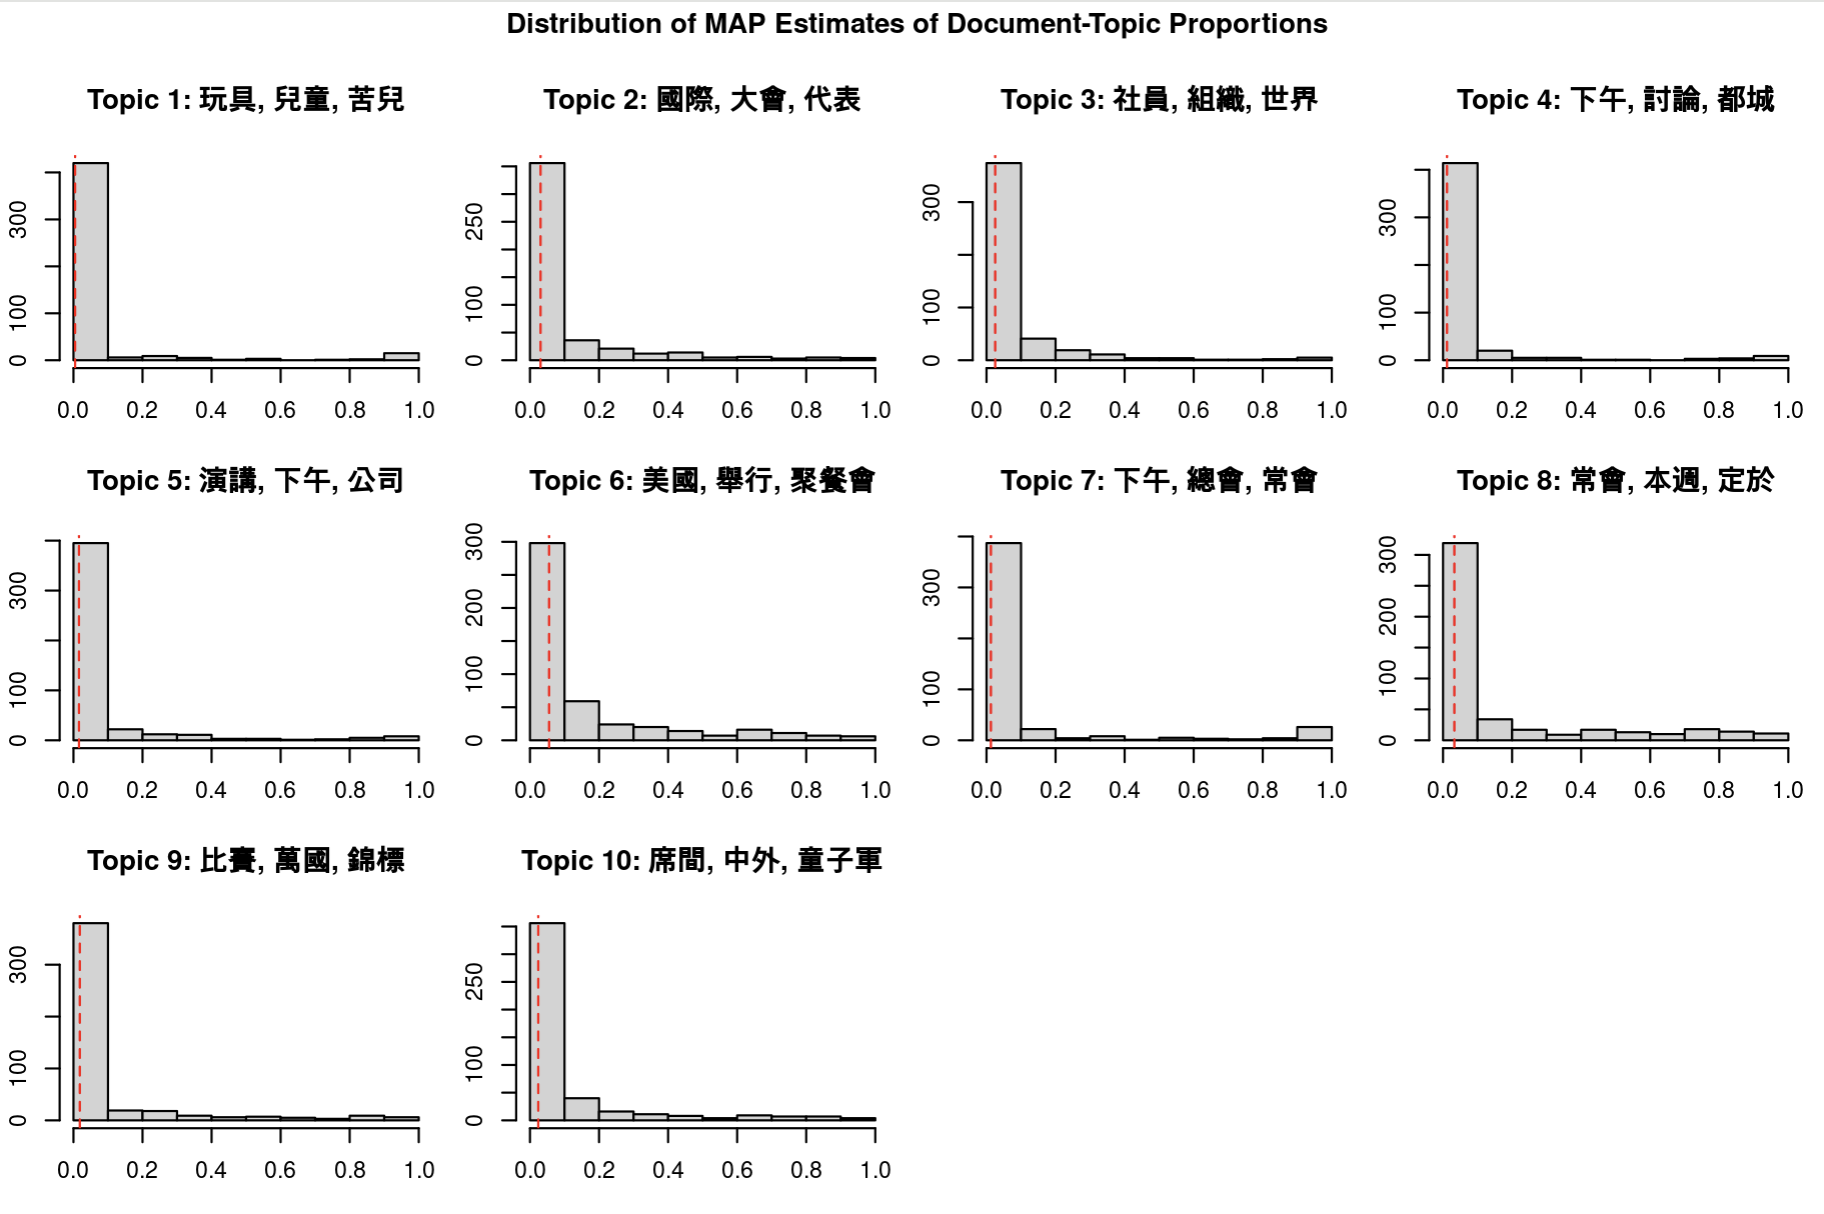 Distribution of MAP Estimates of Document-Topic Proportions
Topic 1: 玩具, 兒童, 苦兒
300
100
0
0.0 0.2 0.4 0.6 0.8 1.0
Topic 2: 國際, 大會, 代表
250
100
0
0.0 0.2 0.4 0.6 0.8 1.0
Topic 3: 社員, 組織, 世界
300
100
0
0.0 0.2 0.4 0.6 0.8 1.0
Topic 4: 下午, 討論, 都城
300
100
0
0.0 0.2 0.4 0.6 0.8 1.0
Topic 5: 演講, 下午, 公司
300
100
0
0.0 0.2 0.4 0.6 0.8 1.0
Topic 6: 美國, 舉行, 聚餐會
300
200
100
0
0.0 0.2 0.4 0.6 0.8 1.0
Topic 7: 下午, 總會, 常會
300
100
0
0.0 0.2 0.4 0.6 0.8 1.0
Topic 8: 常會, 本週, 定於
300
200
100
0
0.0 0.2 0.4 0.6 0.8 1.0
Topic 9: 比賽, 萬國, 錦標
300
100
0
0.0 0.2 0.4 0.6 0.8 1.0
Topic 10: 席間, 中外, 童子軍
250
100
0
0.0 0.2 0.4 0.6 0.8 1.0